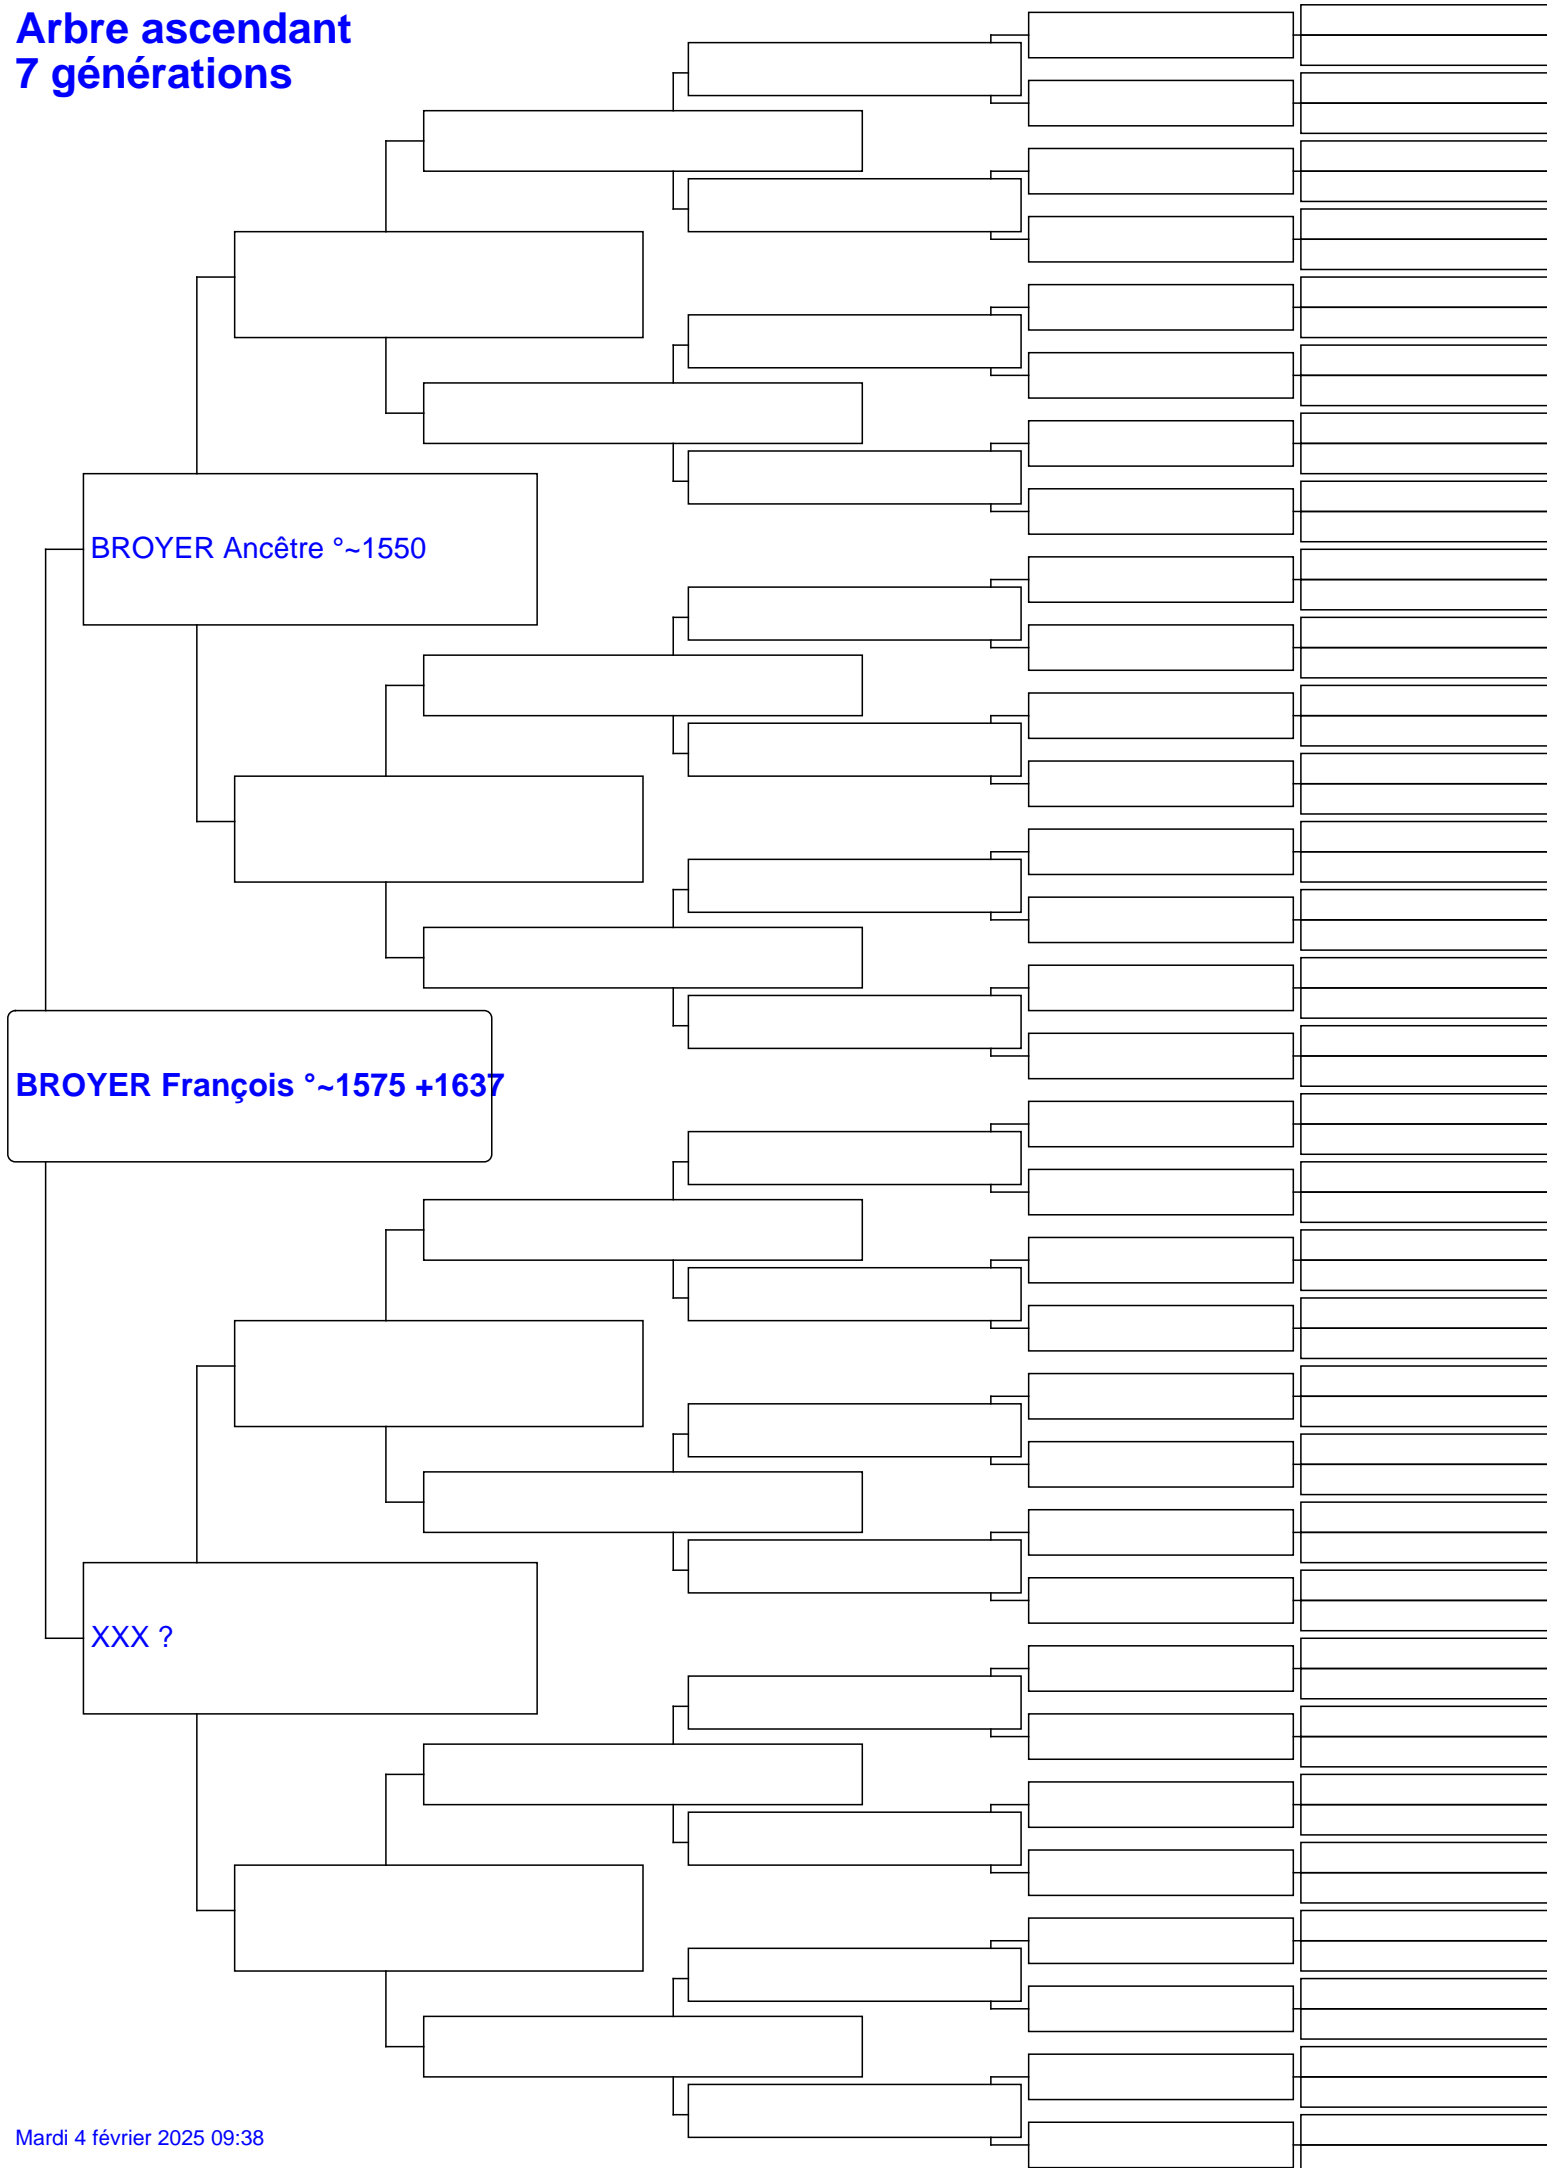 Arbre ascendant
7 générations
BROYER Ancêtre °~1550
BROYER François °~1575 +1637
XXX ?
Mardi 4 février 2025 09:38